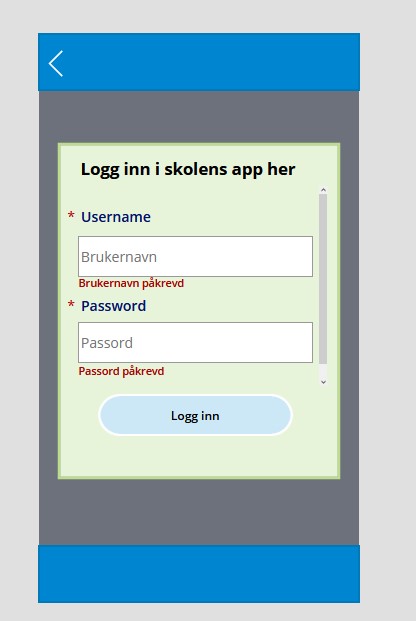 Logg inn i skolens app her
* Username
Brukernavn
Brukernavn påkrevd
* Password
Passord
Passord påkrevd
Logg inn